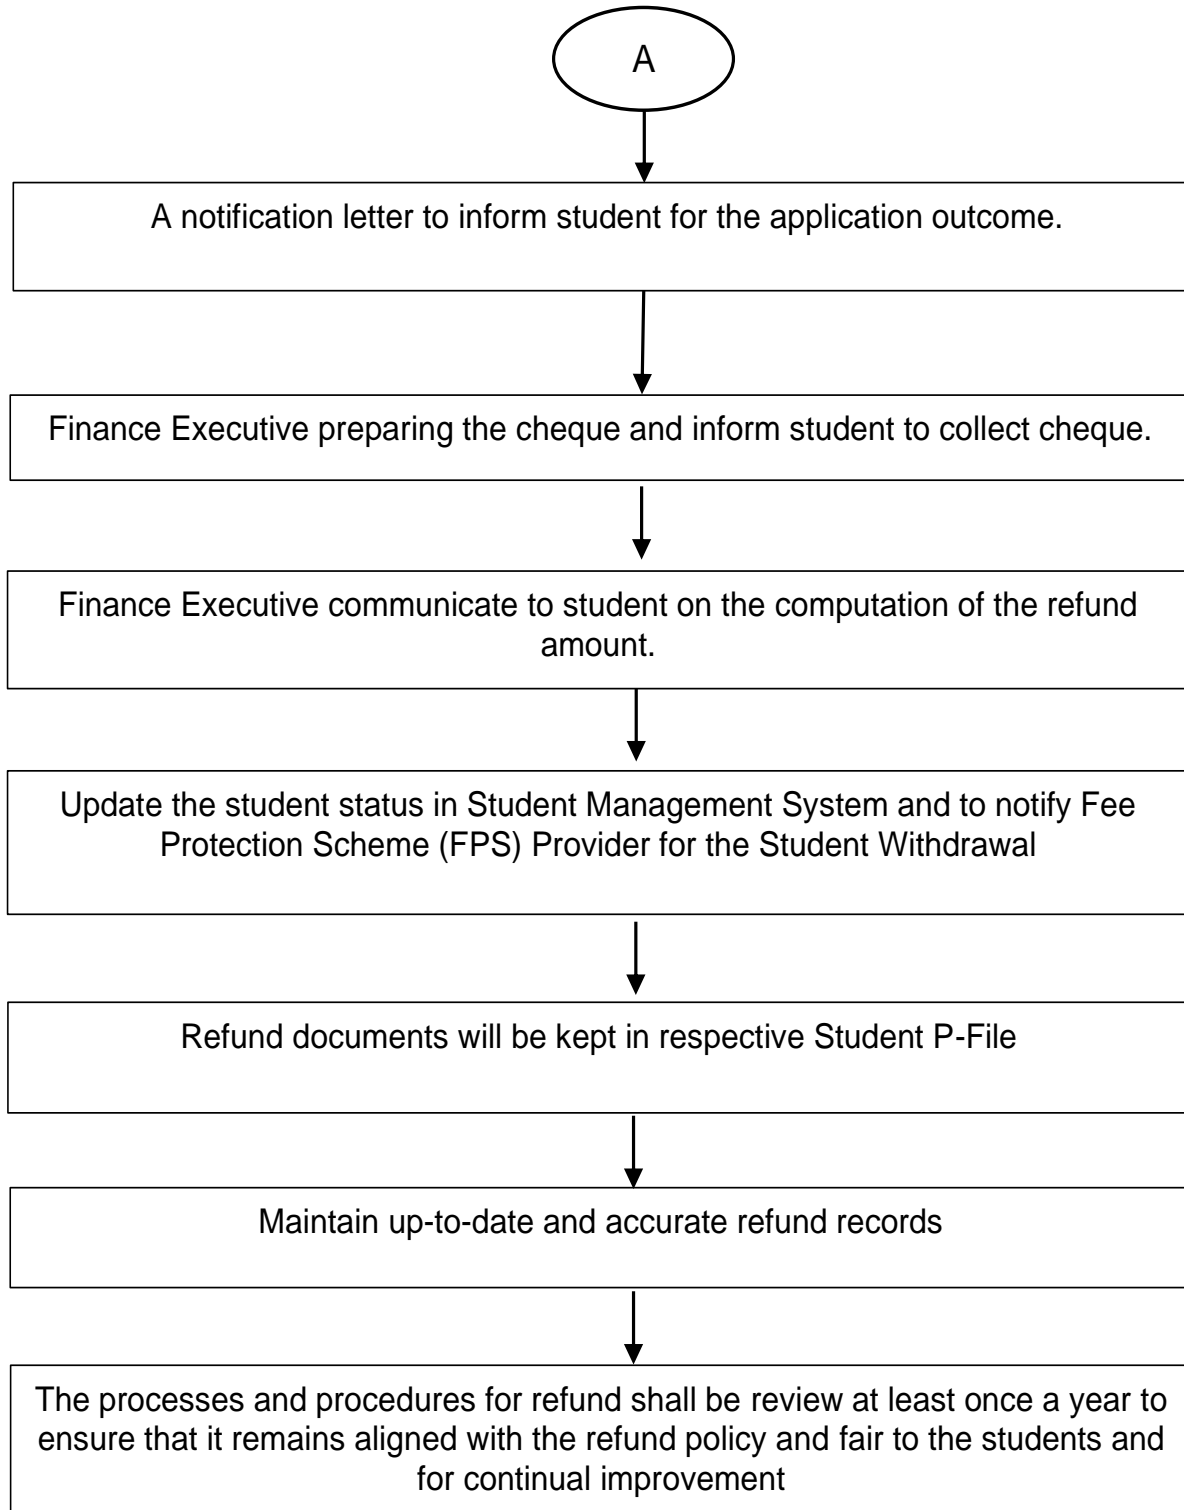 A
A notification letter to inform student for the application outcome.
Finance Executive preparing the cheque and inform student to collect cheque.
Finance Executive communicate to student on the computation of the refund
amount.
Update the student status in Student Management System and to notify Fee
Protection Scheme (FPS) Provider for the Student Withdrawal
Refund documents will be kept in respective Student P-File
Maintain up-to-date and accurate refund records
The processes and procedures for refund shall be review at least once a year to
ensure that it remains aligned with the refund policy and fair to the students and
for continual improvement